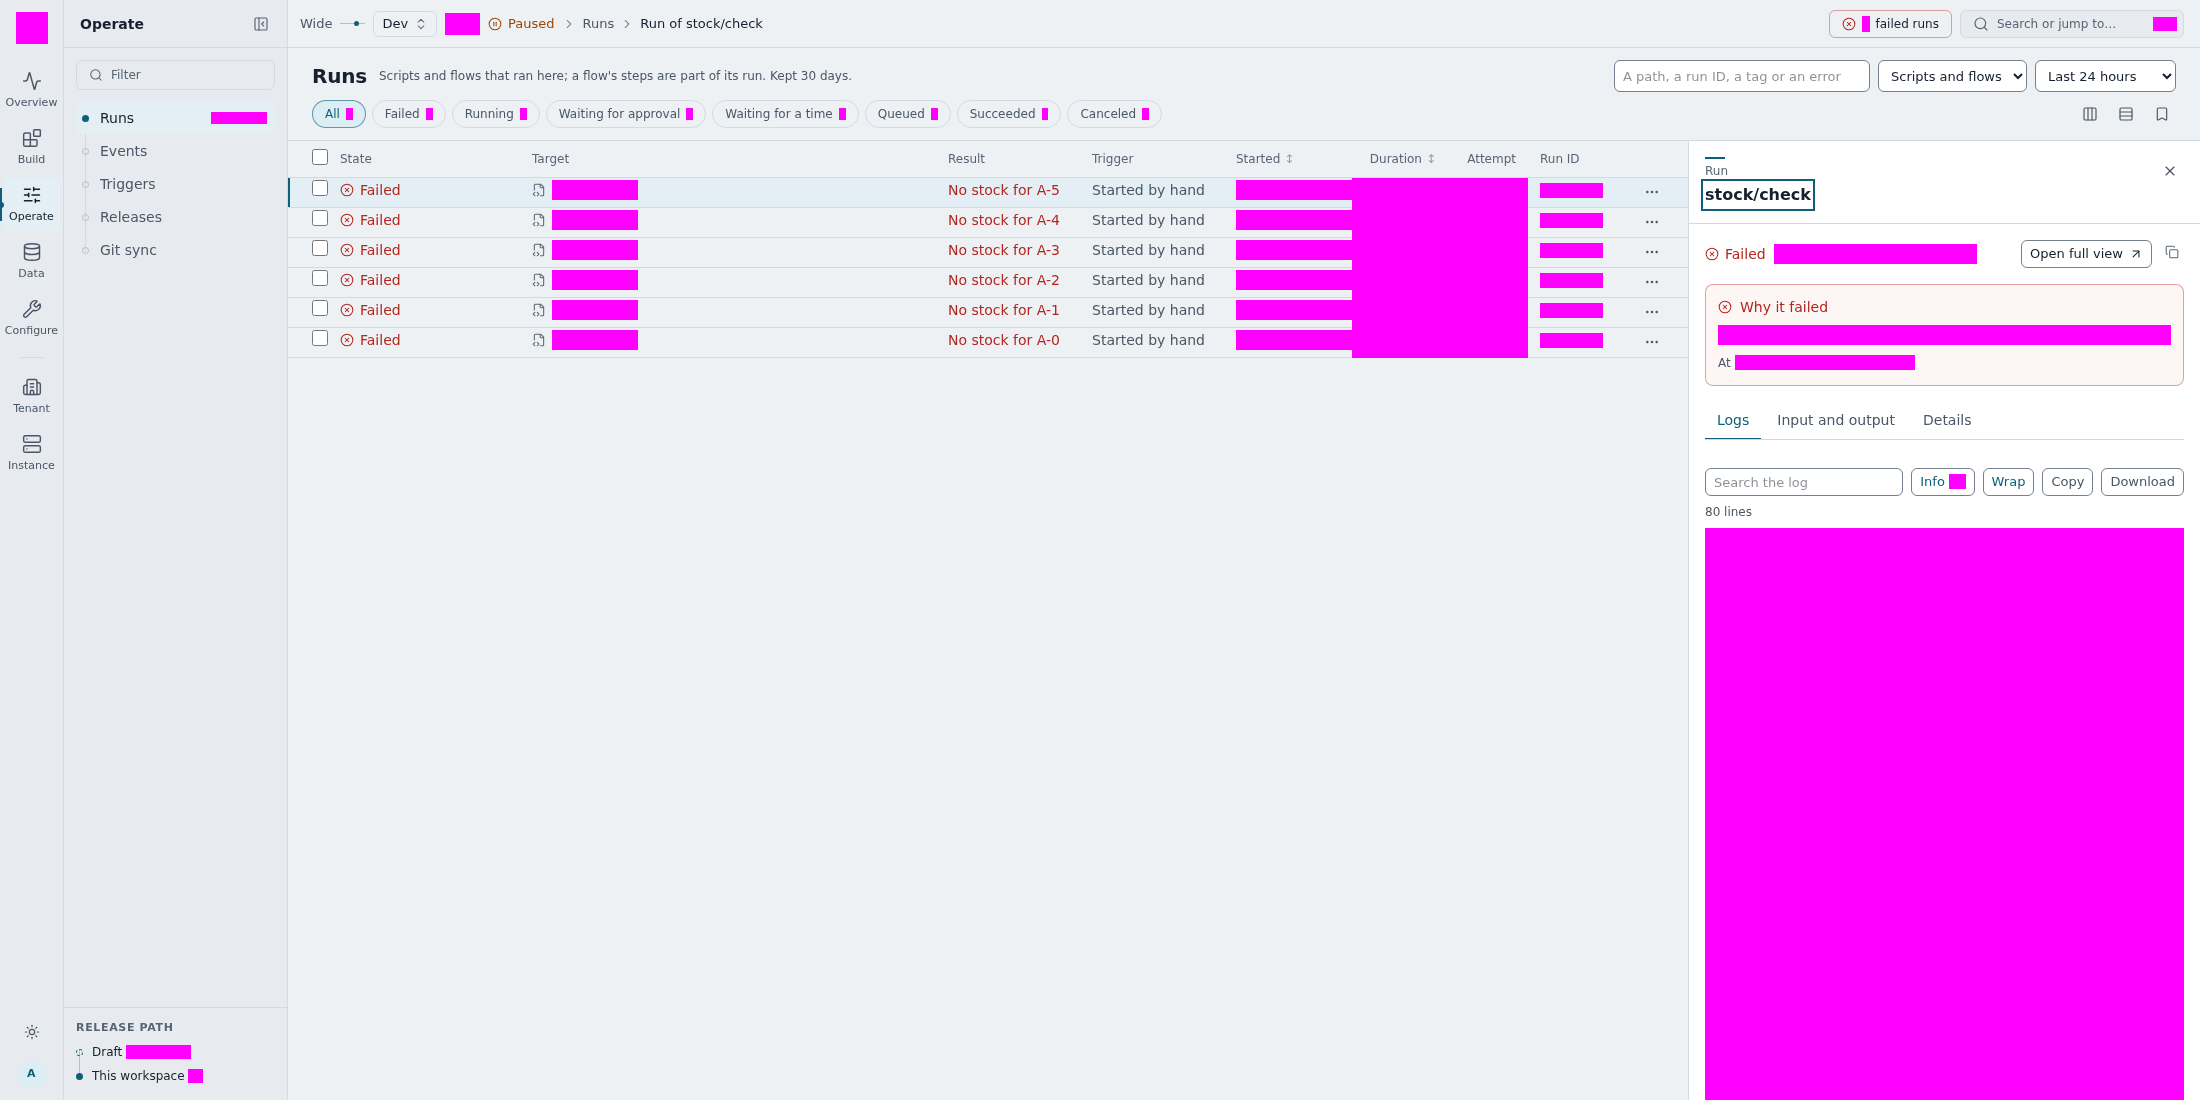 Operate
Wide
Dev
Paused
Runs
Run of stock/check
failed runs
Search or jump to...
Overview
Build
Operate
Data
Configure
Tenant
Instance
A
Filter
Runs
Events
Triggers
Releases
Git sync
RELEASE PATH
Draft
This workspace
Runs
Scripts and flows that ran here; a flow's steps are part of its run. Kept 30 days.
A path, a run ID, a tag or an error
Scripts and flows
Last 24 hours
All
Failed
Running
Waiting for approval
Waiting for a time
Queued
Succeeded
Canceled
State Target Result Trigger Started Duration Attempt Run ID
Failed No stock for A-5 Started by hand
Failed No stock for A-4 Started by hand
Failed No stock for A-3 Started by hand
Failed No stock for A-2 Started by hand
Failed No stock for A-1 Started by hand
Failed No stock for A-0 Started by hand
Run
stock/check
Failed
Open full view
Why it failed
At
Logs
Input and output
Details
Search the log
Info
Wrap
Copy
Download
80 lines